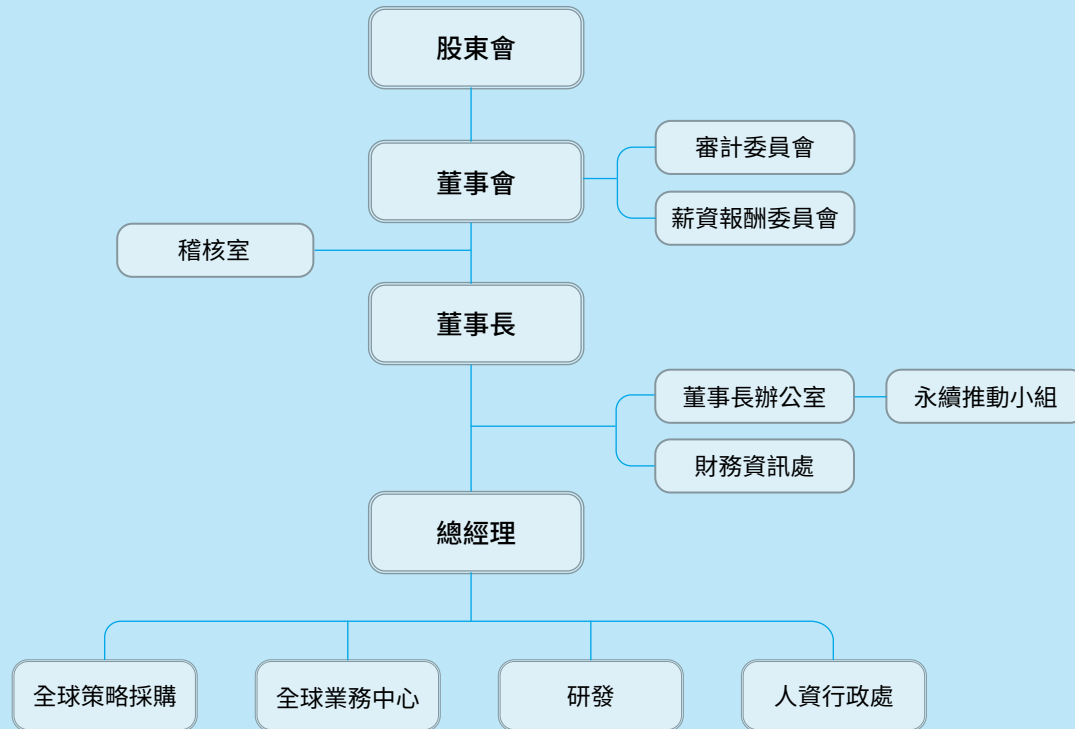 股東會
審計委員會
董事會
薪資報酬委員會
稽核室
董事長
董事長辦公室
永續推動小組
財務資訊處
總經理
全球策略採購
全球業務中心
研發
人資行政處